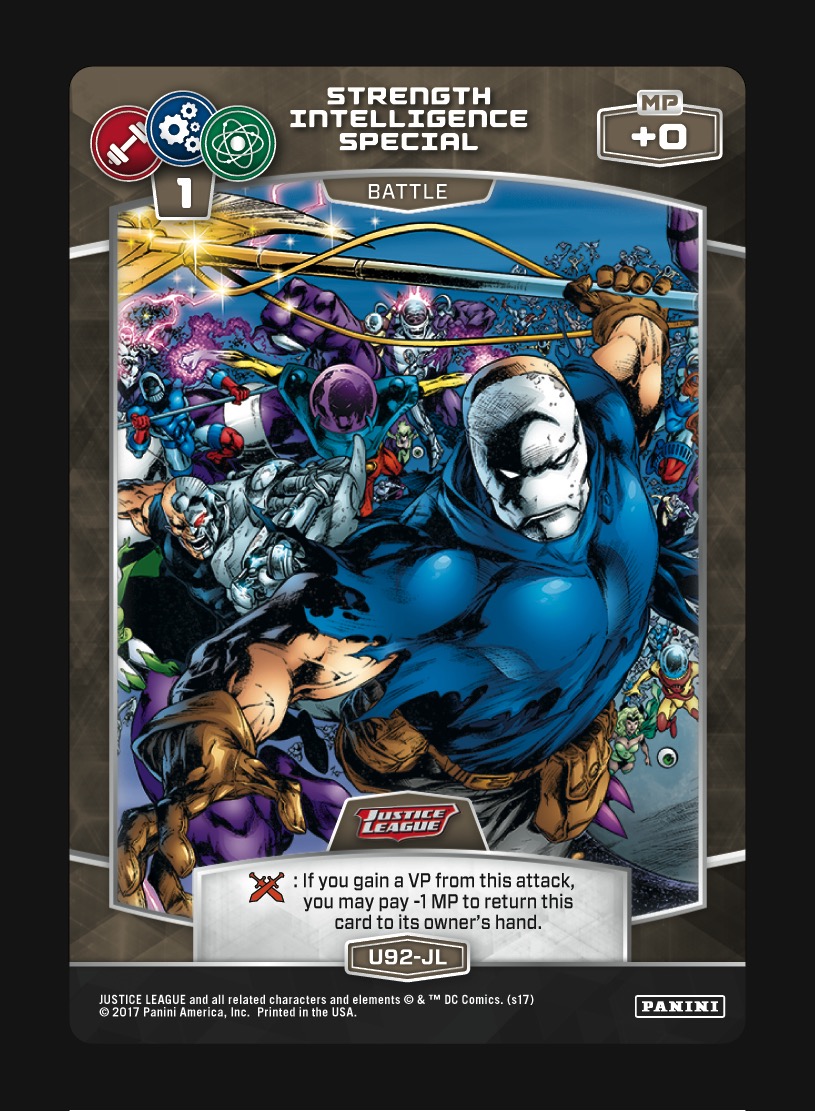 STRENGTH
INTELLIGENCE
SPECIAL
MP
+0
1
BATTLE
JUSTICE
LEAGUE
: If you gain a VP from this attack,
you may pay -1 MP to return this
card to its owner's hand.
U92-JL
JUSTICE LEAGUE and all related characters and elements © & ™ DC Comics. (s17)
© 2017 Panini America, Inc. Printed in the USA.
PANINI